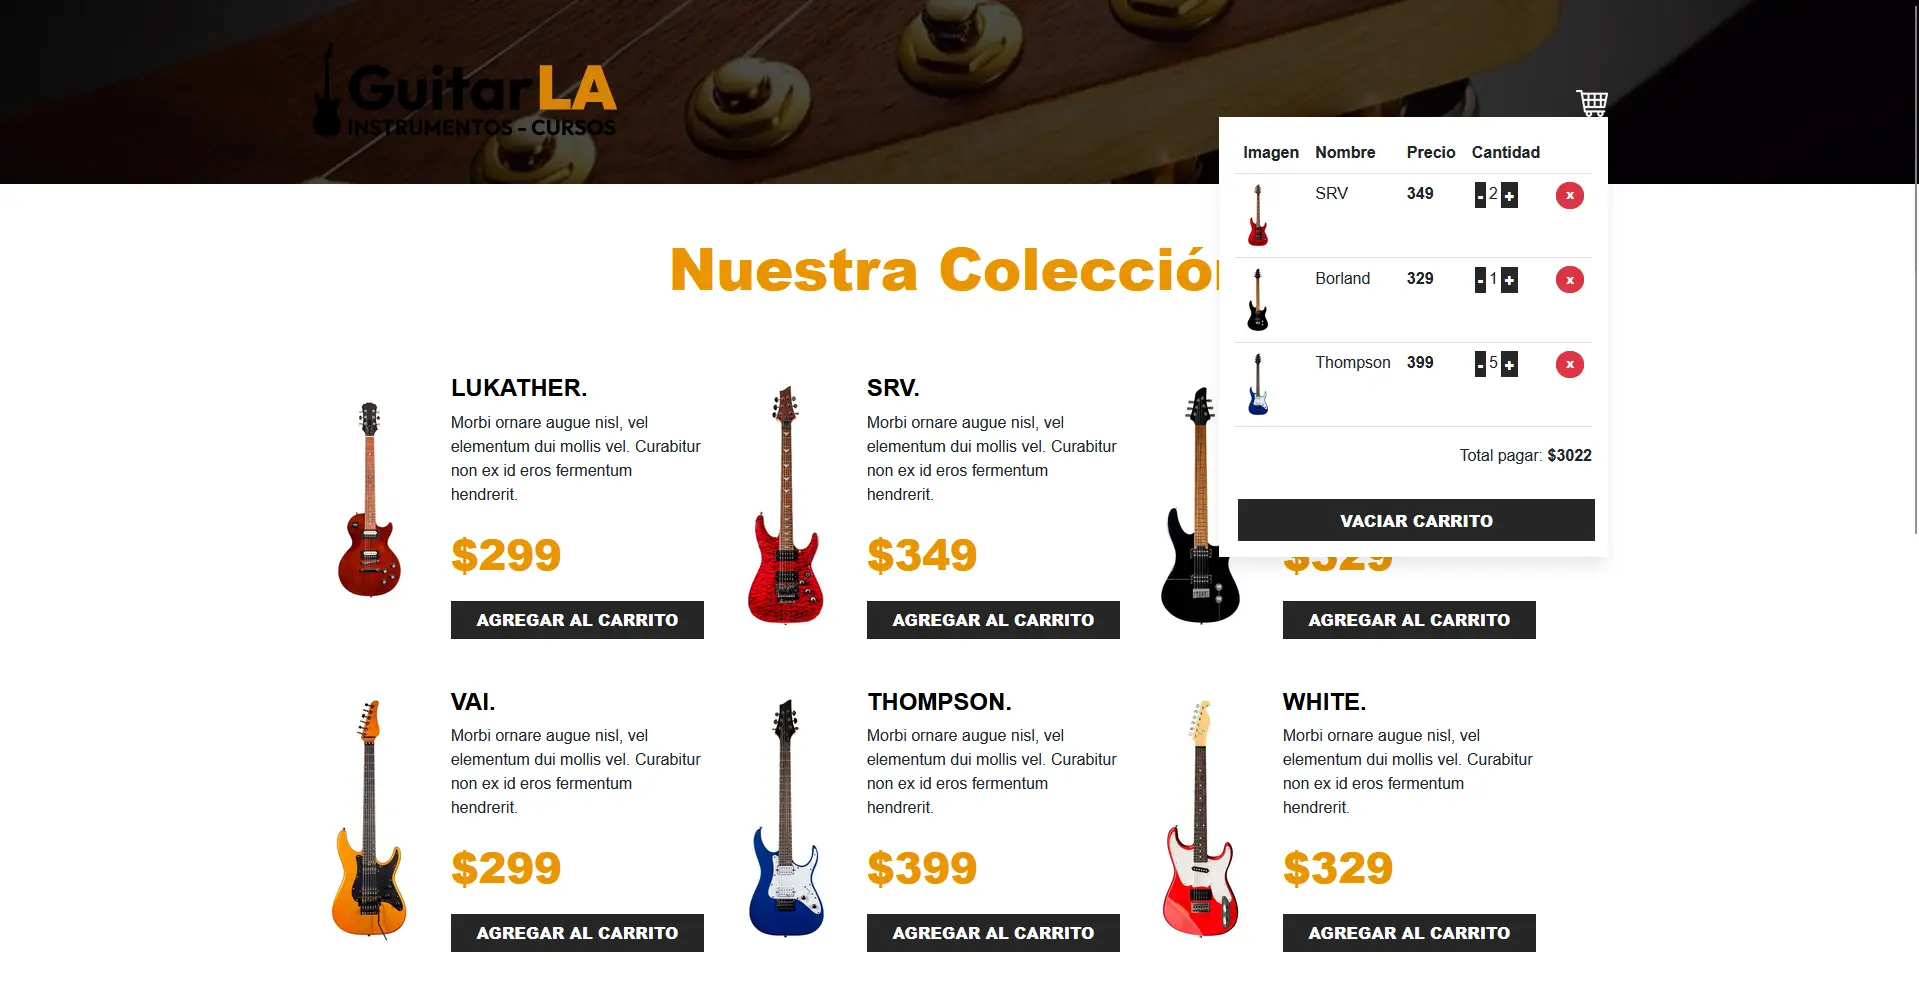 GuitarLA
INSTRUMENTOS - CURSOS
Imagen Nombre Precio Cantidad
SRV 349 - 2 + x
Borland 329 - 1 + x
Thompson 399 - 5 + x
Total pagar: $3022
VACIAR CARRITO
Nuestra Colección
LUKATHER.
Morbi ornare augue nisl, vel
elementum dui mollis vel. Curabitur
non ex id eros fermentum
hendrerit.
$299
AGREGAR AL CARRITO
SRV.
Morbi ornare augue nisl, vel
elementum dui mollis vel. Curabitur
non ex id eros fermentum
hendrerit.
$349
AGREGAR AL CARRITO
$329
AGREGAR AL CARRITO
VAI.
Morbi ornare augue nisl, vel
elementum dui mollis vel. Curabitur
non ex id eros fermentum
hendrerit.
$299
AGREGAR AL CARRITO
THOMPSON.
Morbi ornare augue nisl, vel
elementum dui mollis vel. Curabitur
non ex id eros fermentum
hendrerit.
$399
AGREGAR AL CARRITO
WHITE.
Morbi ornare augue nisl, vel
elementum dui mollis vel. Curabitur
non ex id eros fermentum
hendrerit.
$329
AGREGAR AL CARRITO